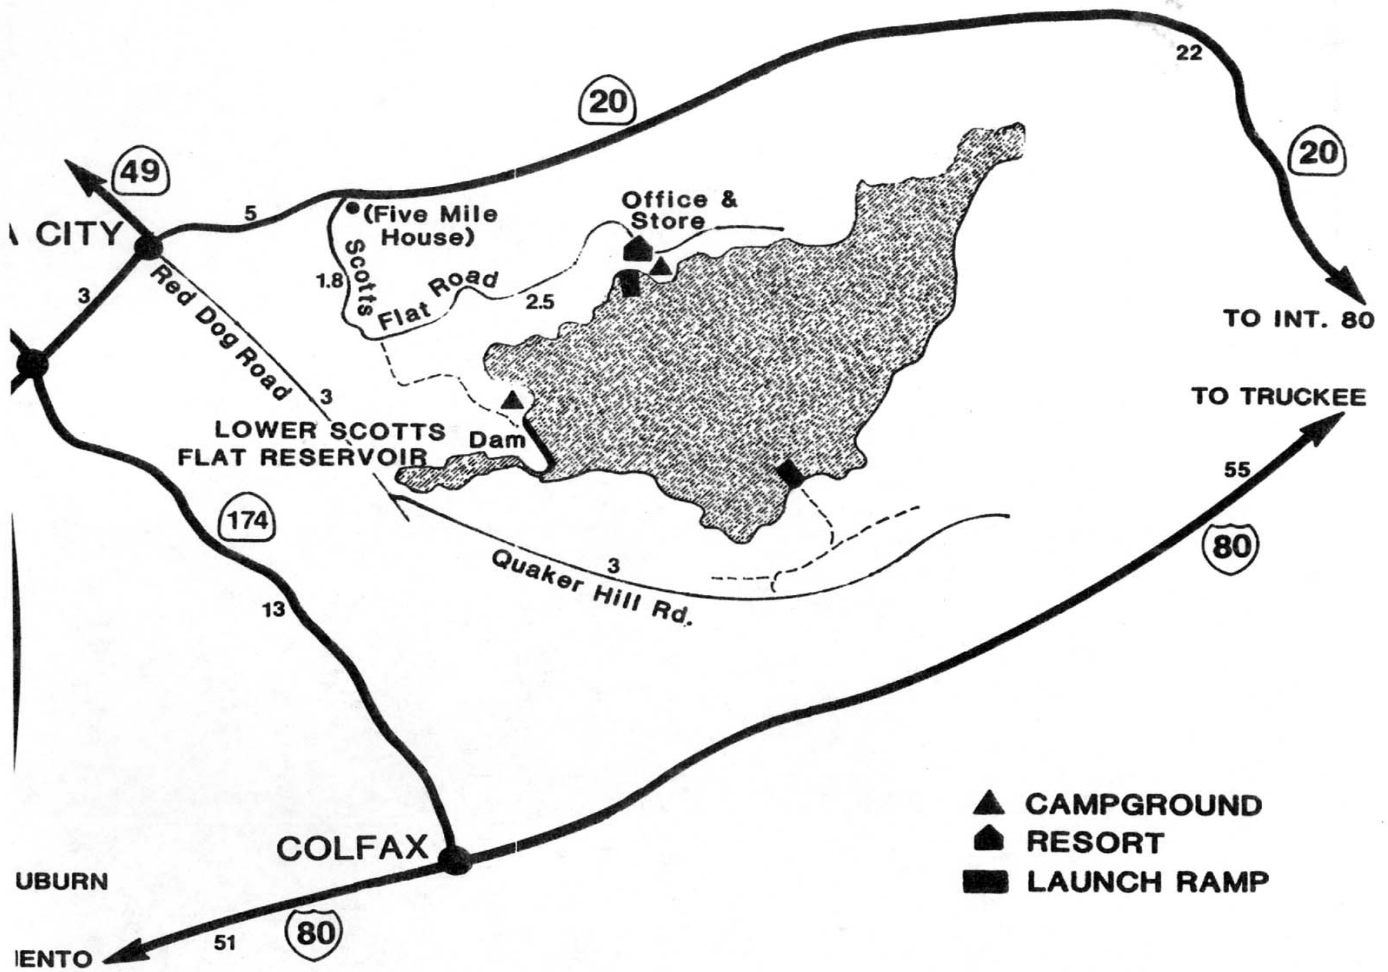 22
20
20
49
Office &
Store
5
(Five Mile
House)
CITY
Scotts
1.8
Flat Road
2.5
3
Red Dog Road
3
TO INT. 80
TO TRUCKEE
LOWER SCOTTS
FLAT RESERVOIR
Dam
55
174
80
3
Quaker Hill Rd.
13
CAMPGROUND
RESORT
LAUNCH RAMP
COLFAX
UBURN
80
51
IENTO